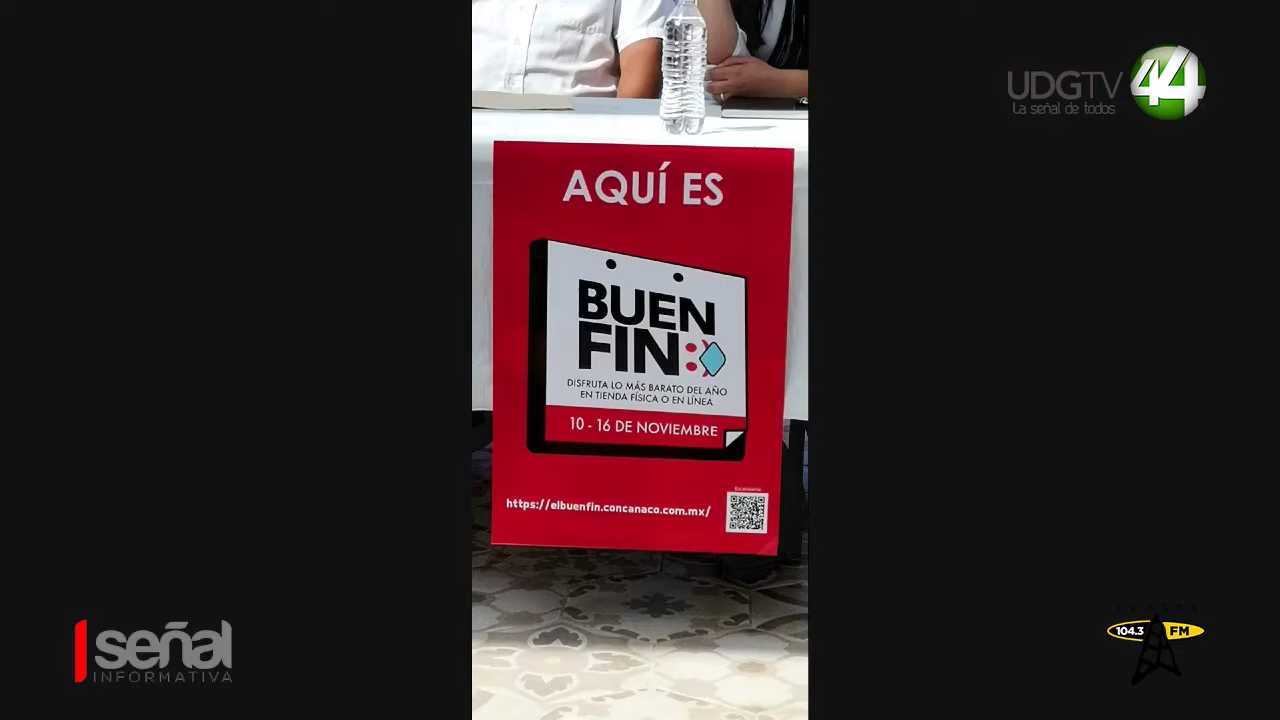 UDGTV 44
La señal de todos
AQUÍ ES
BUEN
FIN
DISFRUTA LO MÁS BARATO DEL AÑO
EN TIENDA FÍSICA O EN LÍNEA
10 - 16 DE NOVIEMBRE
Escanéame
https://elbuenfin.concanaco.com.mx/
señal
INFORMATIVA
104.3 FM